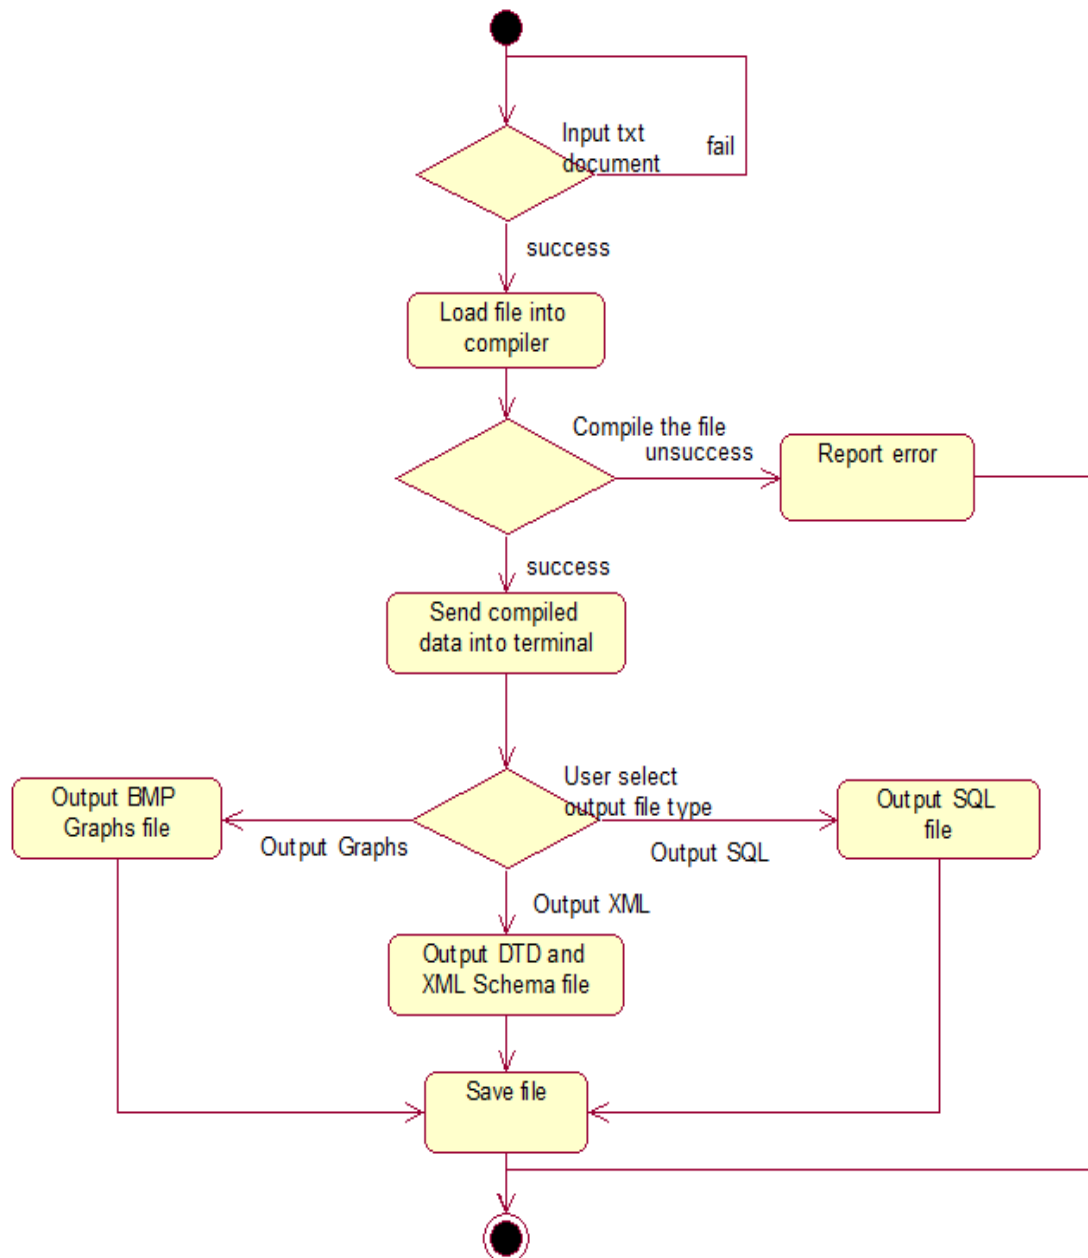 Input txt
document
fail
success
Load file into
compiler
Compile the file
unsuccess
Report error
success
Send compiled
data into terminal
Output BMP
Graphs file
User select
output file type
Output SQL
file
Output Graphs
Output SQL
Output XML
Output DTD and
XML Schema file
Save file